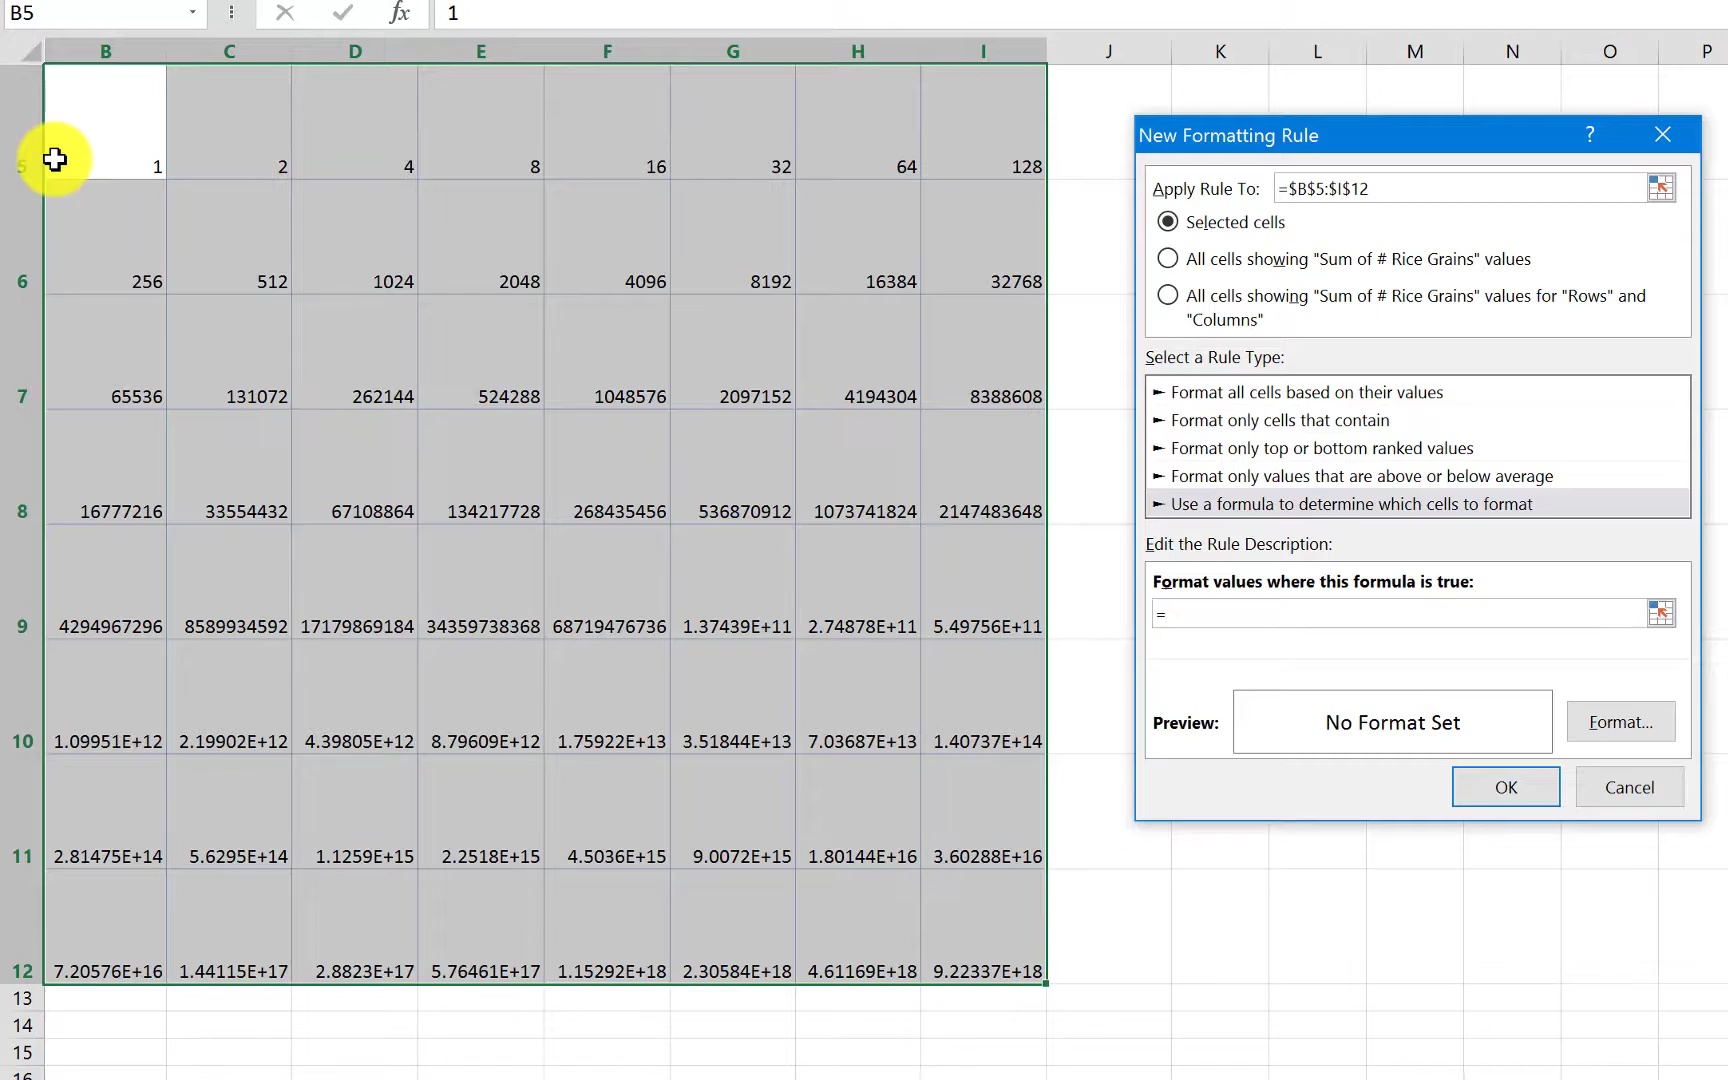 B5 fx 1
B C D E F G H I J K L M N O P
5 1 2 4 8 16 32 64 128
6 256 512 1024 2048 4096 8192 16384 32768
7 65536 131072 262144 524288 1048576 2097152 4194304 8388608
8 16777216 33554432 67108864 134217728 268435456 536870912 1073741824 2147483648
9 4294967296 8589934592 17179869184 34359738368 68719476736 1.37439E+11 2.74878E+11 5.49756E+11
10 1.09951E+12 2.19902E+12 4.39805E+12 8.79609E+12 1.75922E+13 3.51844E+13 7.03687E+13 1.40737E+14
11 2.81475E+14 5.6295E+14 1.1259E+15 2.2518E+15 4.5036E+15 9.0072E+15 1.80144E+16 3.60288E+16
12 7.20576E+16 1.44115E+17 2.8823E+17 5.76461E+17 1.15292E+18 2.30584E+18 4.61169E+18 9.22337E+18
13
14
15
16
New Formatting Rule ?
Apply Rule To: =$B$5:$I$12
Selected cells
All cells showing "Sum of # Rice Grains" values
All cells showing "Sum of # Rice Grains" values for "Rows" and
"Columns"
Select a Rule Type:
► Format all cells based on their values
► Format only cells that contain
► Format only top or bottom ranked values
► Format only values that are above or below average
► Use a formula to determine which cells to format
Edit the Rule Description:
Format values where this formula is true:
=
Preview: No Format Set Format...
OK Cancel